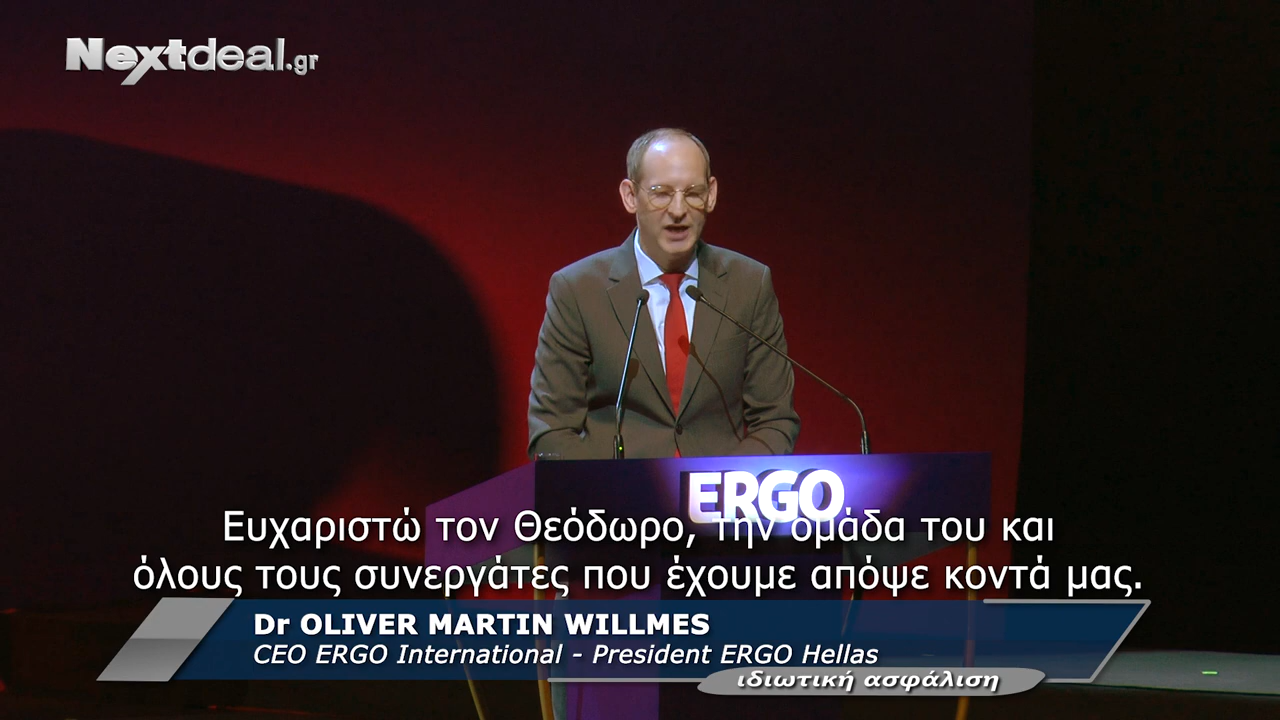 Nextdeal.gr
ERGO
Ευχαριστώ τον Θεόδωρο, την ομάδα του και
όλους τους συνεργάτες που έχουμε απόψε κοντά μας.
Dr OLIVER MARTIN WILLMES
CEO ERGO International - President ERGO Hellas
ιδιωτική ασφάλιση